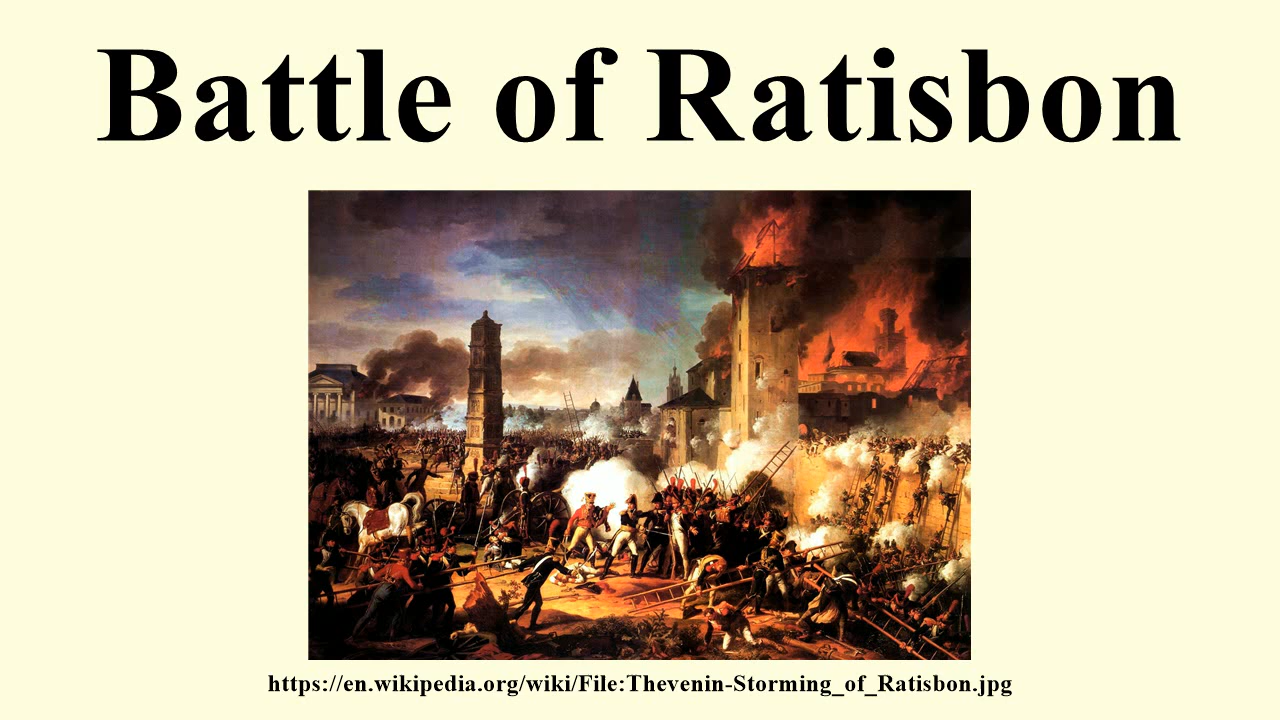 Battle of Ratisbon
https://en.wikipedia.org/wiki/File:Thevenin-Storming_of_Ratisbon.jpg